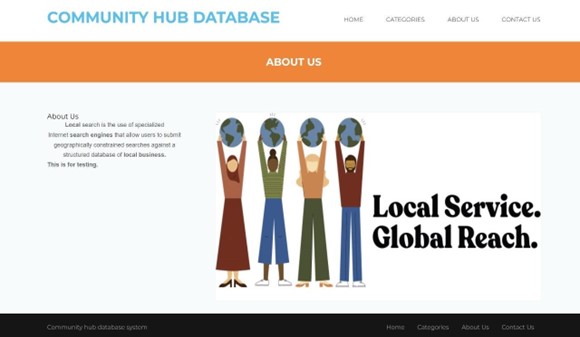 COMMUNITY HUB DATABASE
HOME CATEGORIES ABOUT US CONTACT US
ABOUT US
About Us
Local search is the use of specialized
Internet search engines that allow users to submit
geographically constrained searches against a
structured database of local business.
This is for testing.
Local Service.
Global Reach.
Community hub database system
Home Categories About Us Contact Us